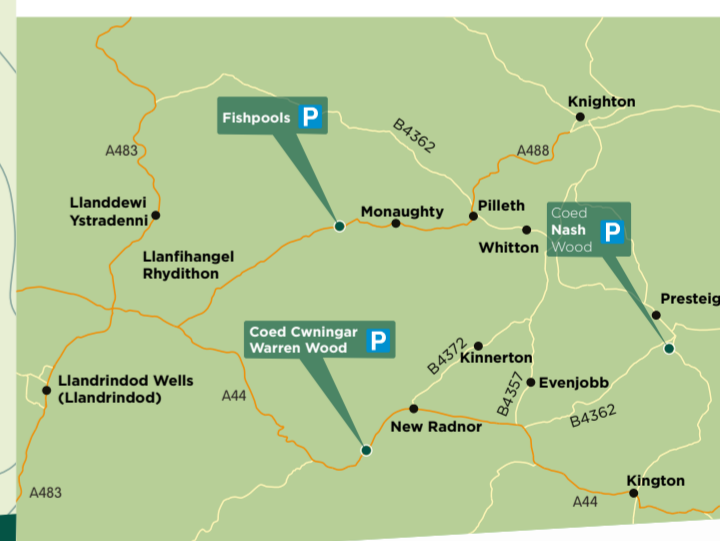 Knighton
Fishpools P
B4362
A483
A488
Llanddewi
Ystradenni
Monaughty
Pilleth
Coed
Nash
Wood
P
Whitton
Llanfihangel
Rhydithon
Presteig
Coed Cwningar
Warren Wood
P
B4372
Kinnerton
Llandrindod Wells
(Llandrindod)
A44
B4357
Evenjobb
New Radnor
B4362
Kington
A483
A44